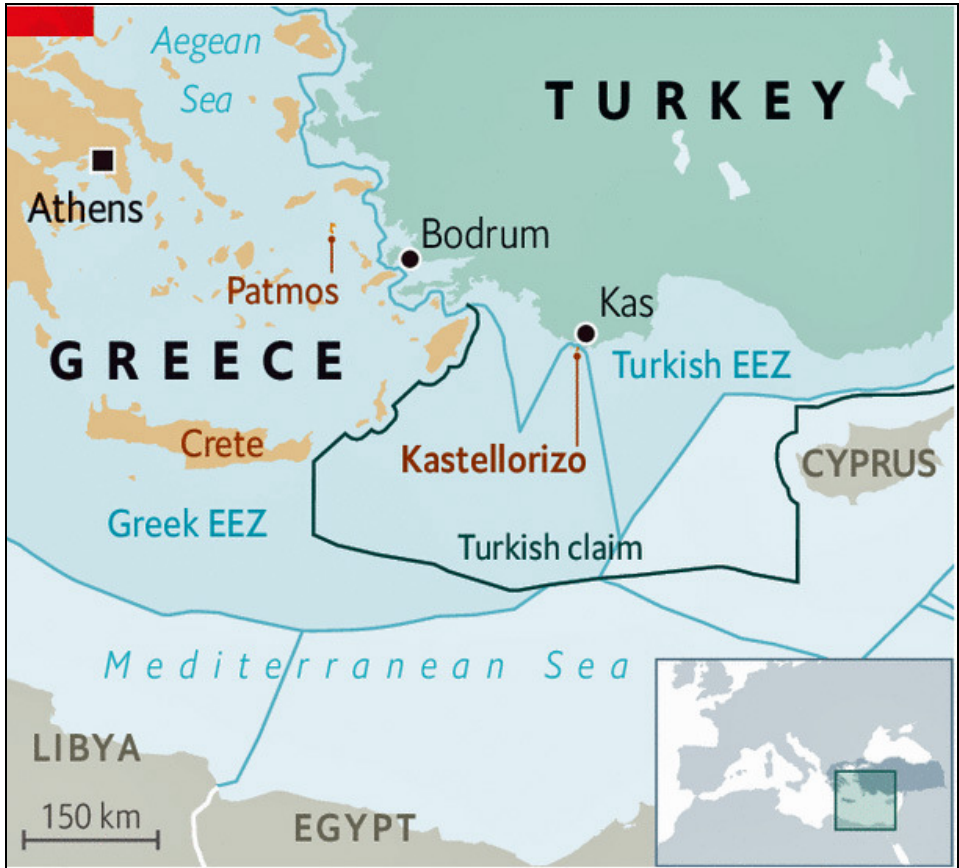 Aegean
Sea
TURKEY
Athens
Bodrum
Patmos
Kas
GREECE
Turkish EEZ
Crete
Kastellorizo
CYPRUS
Greek EEZ
Turkish claim
Mediterranean Sea
LIBYA
150 km
EGYPT